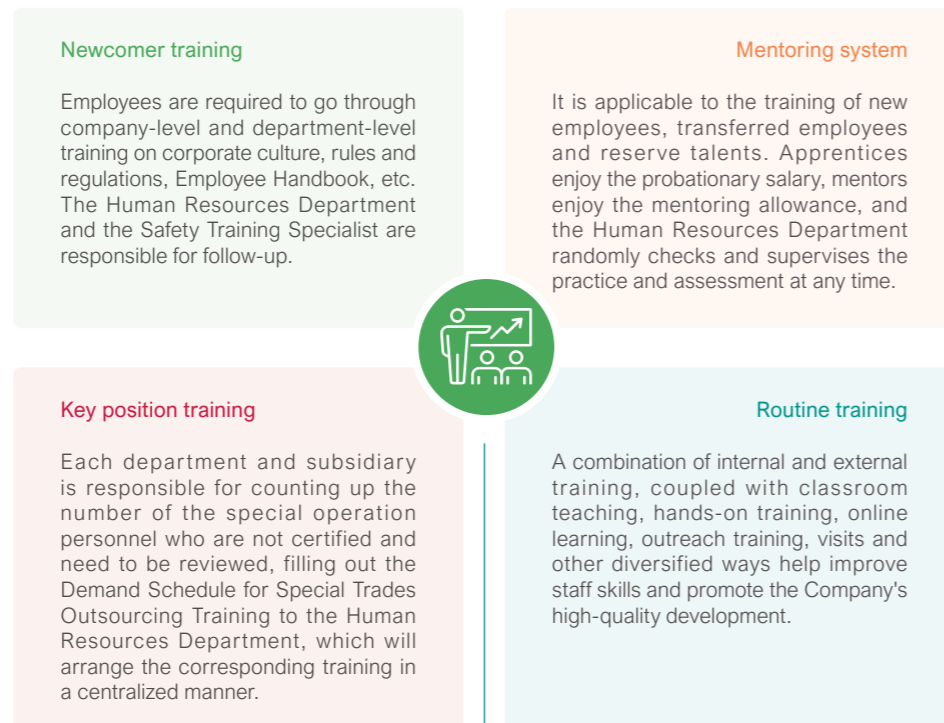 Newcomer training
Employees are required to go through
company-level and department-level
training on corporate culture, rules and
regulations, Employee Handbook, etc.
The Human Resources Department
and the Safety Training Specialist are
responsible for follow-up.
Mentoring system
It is applicable to the training of new
employees, transferred employees
and reserve talents. Apprentices
enjoy the probationary salary, mentors
enjoy the mentoring allowance, and
the Human Resources Department
randomly checks and supervises the
practice and assessment at any time.
Key position training
Each department and subsidiary
is responsible for counting up the
number of the special operation
personnel who are not certified and
need to be reviewed, filling out the
Demand Schedule for Special Trades
Outsourcing Training to the Human
Resources Department, which will
arrange the corresponding training in
a centralized manner.
Routine training
A combination of internal and external
training, coupled with classroom
teaching, hands-on training, online
learning, outreach training, visits and
other diversified ways help improve
staff skills and promote the Company's
high-quality development.